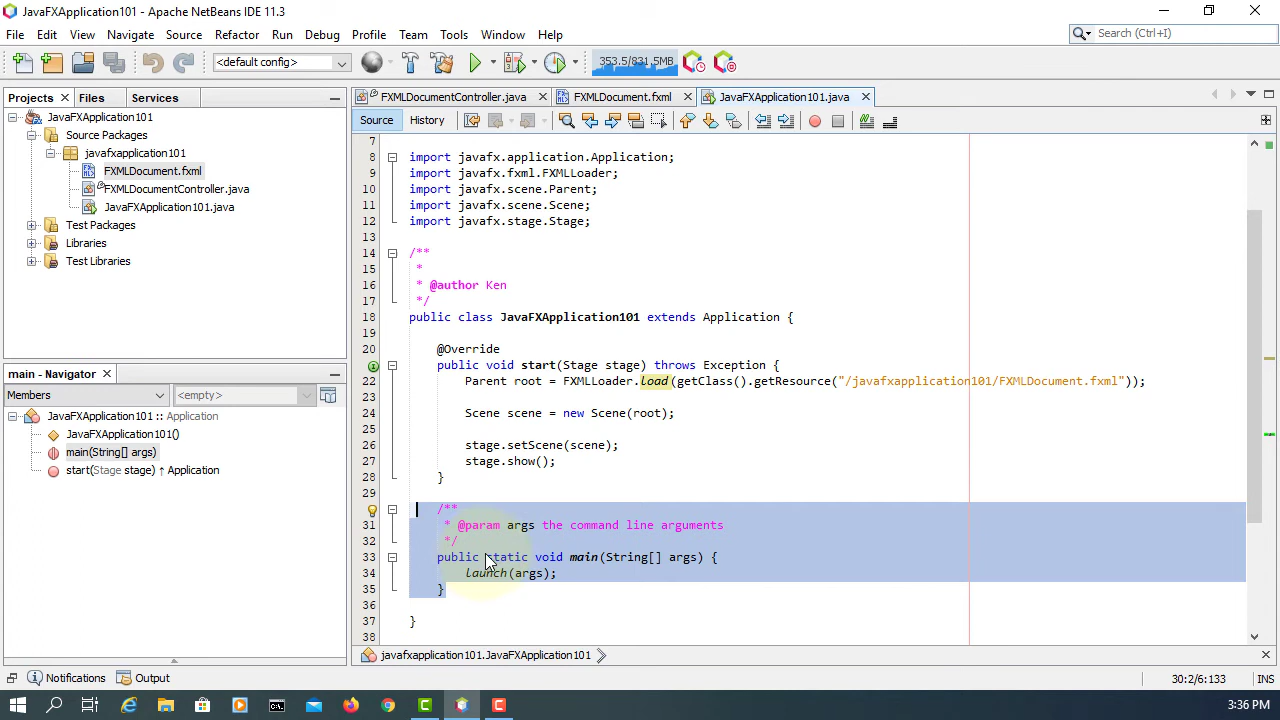 JavaFXApplication101 - Apache NetBeans IDE 11.3
File Edit View Navigate Source Refactor Run Debug Profile Team Tools Window Help
Search (Ctrl+I)
<default config>
353.5/831.5MB
Projects Files Services
FXMLDocumentController.java FXMLDocument.fxml JavaFXApplication101.java
Source History
JavaFXApplication101
Source Packages
javafxapplication101
FXMLDocument.fxml
FXMLDocumentController.java
JavaFXApplication101.java
Test Packages
Libraries
Test Libraries
main - Navigator
Members <empty>
JavaFXApplication101 :: Application
JavaFXApplication101()
main(String[] args)
start(Stage stage) ↑ Application
7
8 import javafx.application.Application;
9 import javafx.fxml.FXMLLoader;
10 import javafx.scene.Parent;
11 import javafx.scene.Scene;
12 import javafx.stage.Stage;
13
14 /**
15 *
16 * @author Ken
17 */
18 public class JavaFXApplication101 extends Application {
19
20 @Override
public void start(Stage stage) throws Exception {
22 Parent root = FXMLLoader.load(getClass().getResource("/javafxapplication101/FXMLDocument.fxml"));
23
24 Scene scene = new Scene(root);
25
26 stage.setScene(scene);
27 stage.show();
28 }
29
/**
31 * @param args the command line arguments
32 */
33 public static void main(String[] args) {
34 launch(args);
35 }
36
37 }
38
javafxapplication101.JavaFXApplication101
Notifications Output
30:2/6:133 INS
3:36 PM